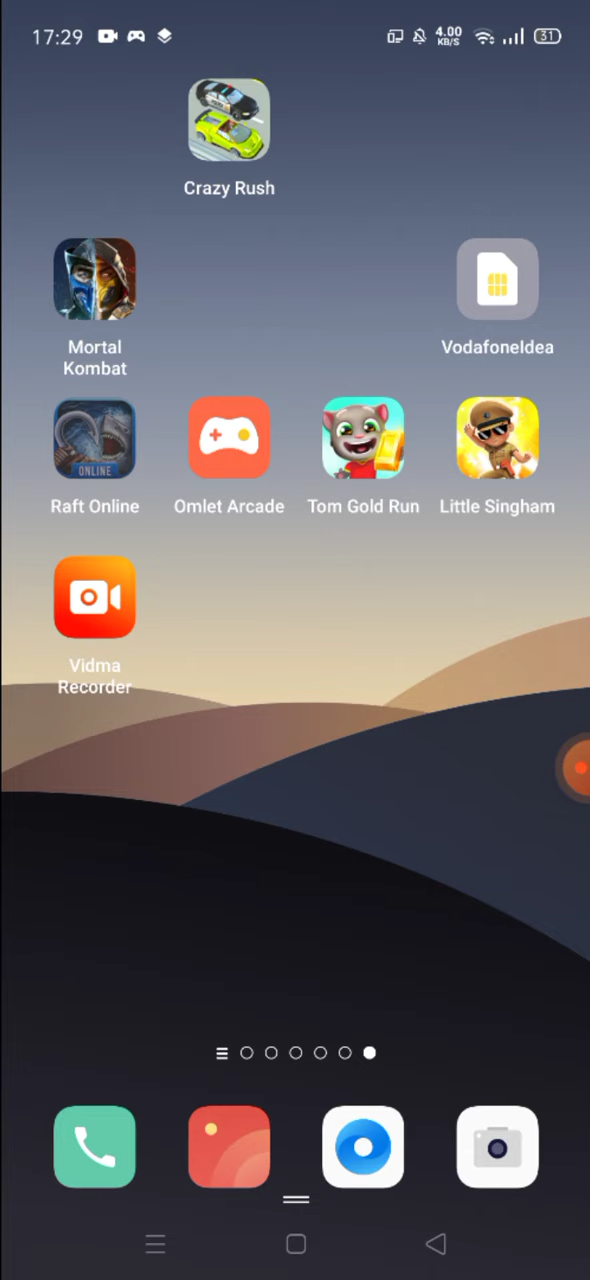 17:29
4.00
KB/S
31
Crazy Rush
Mortal
Kombat
VodafoneIdea
ONLINE
Raft Online
Omlet Arcade
Tom Gold Run
Little Singham
Vidma
Recorder